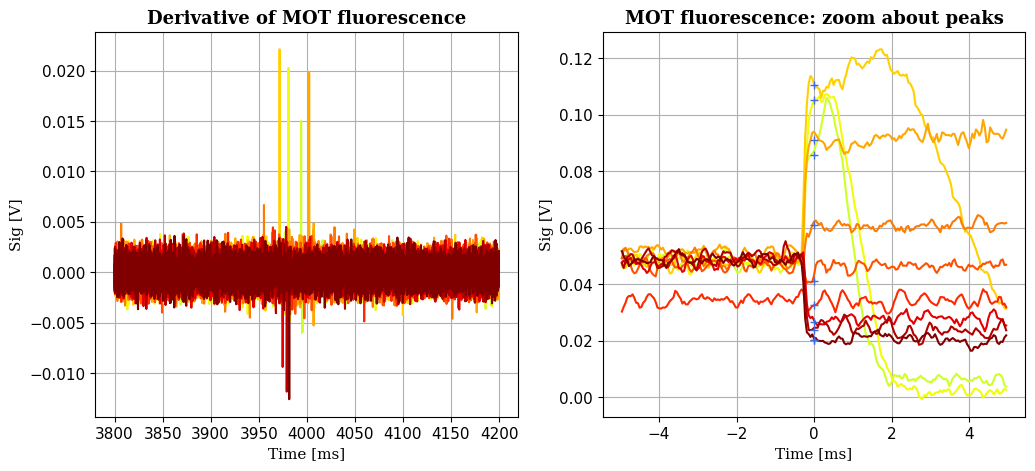 Derivative of MOT fluorescence
Sig [V]
0.020
0.015
0.010
0.005
0.000
−0.005
−0.010
3800 3850 3900 3950 4000 4050 4100 4150 4200
Time [ms]
MOT fluorescence: zoom about peaks
Sig [V]
0.12
0.10
0.08
0.06
0.04
0.02
0.00
−4 −2 0 2 4
Time [ms]